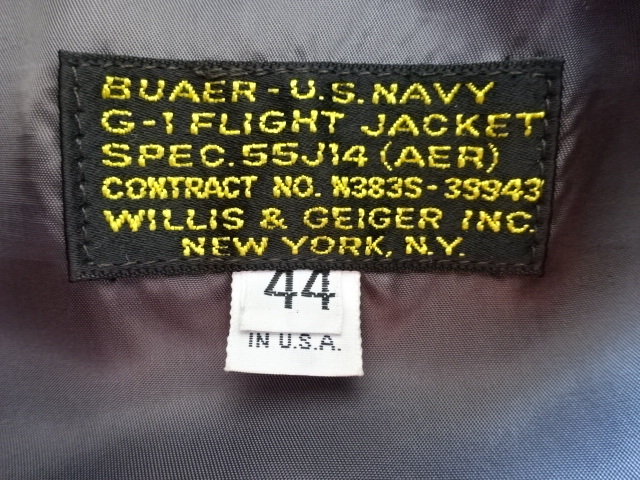 BUAER - U.S. NAVY
G-1 FLIGHT JACKET
SPEC. 55J14 (AER)
CONTRACT NO. N383S-39943
WILLIS & GEIGER INC.
NEW YORK, N.Y.
44
IN U.S.A.